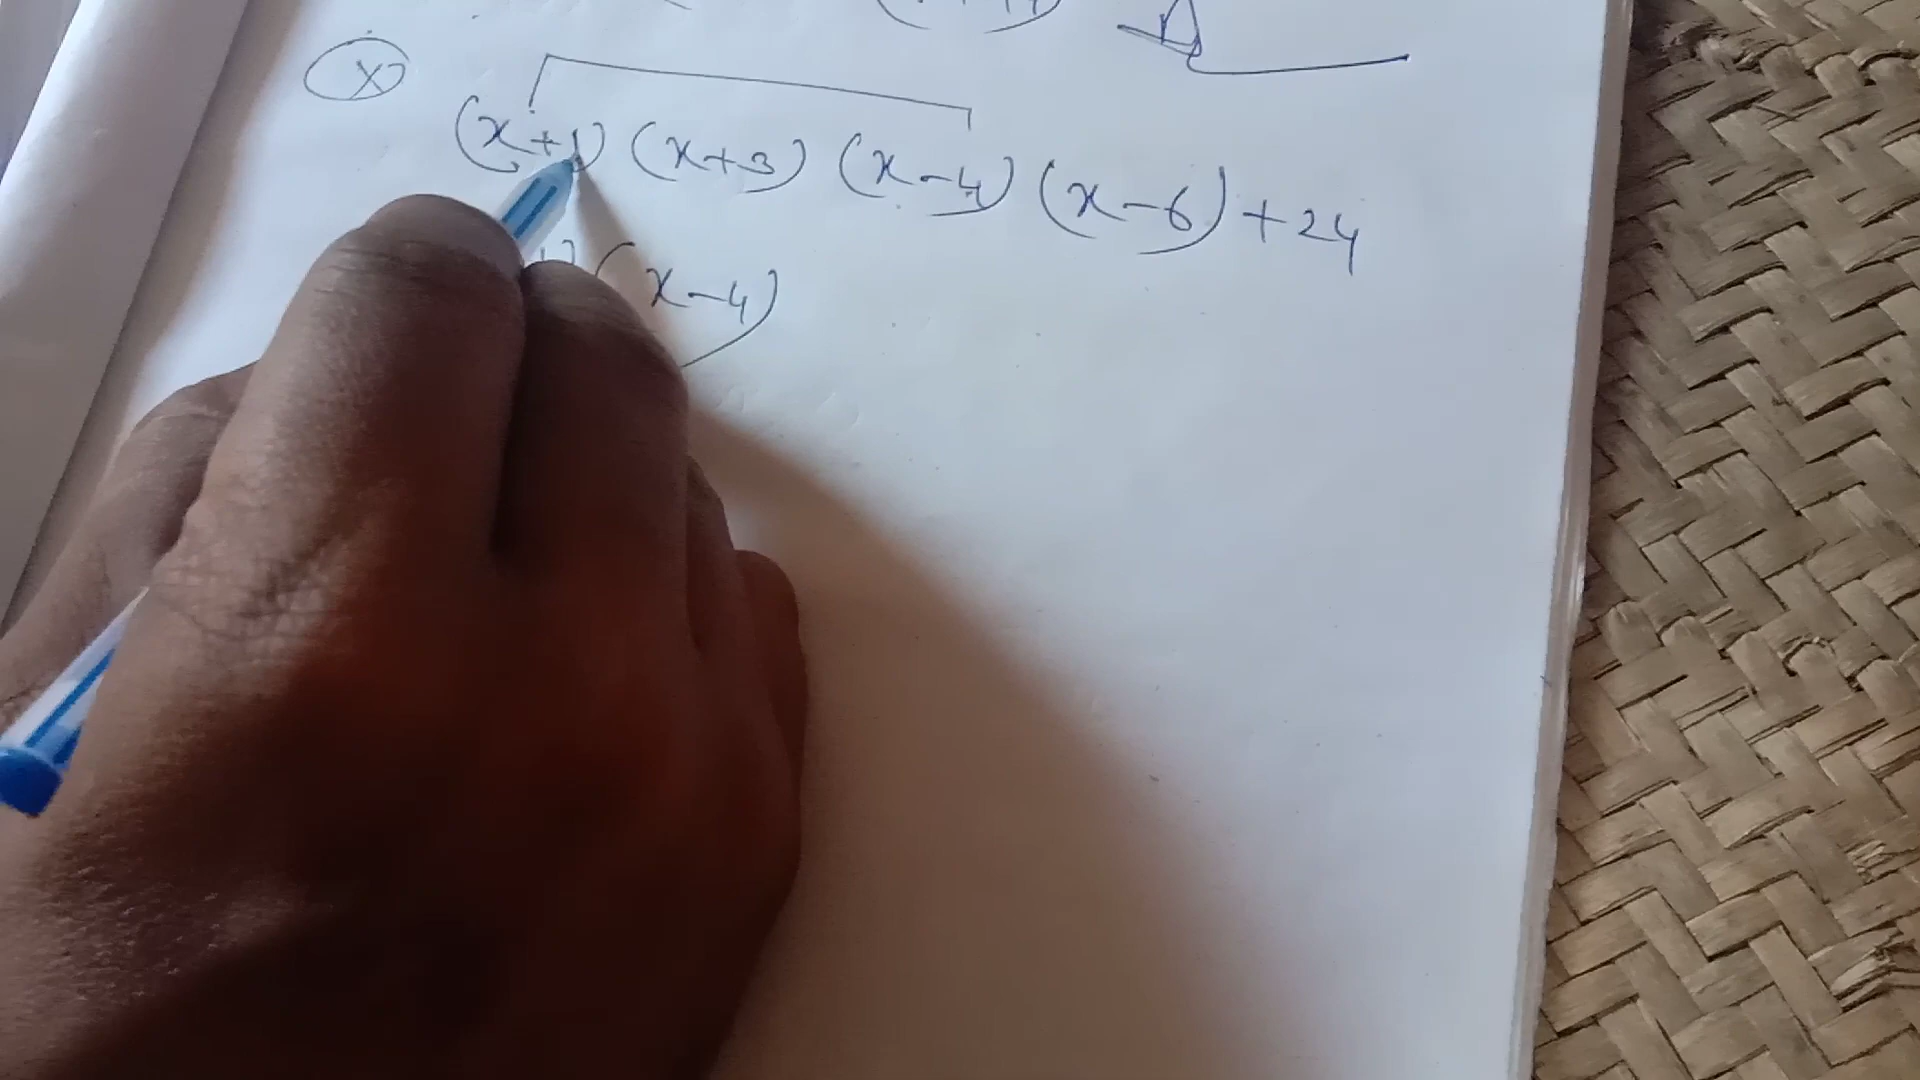 (x) (x+1) (x+3) (x-4) (x-6) +24
(x-4)